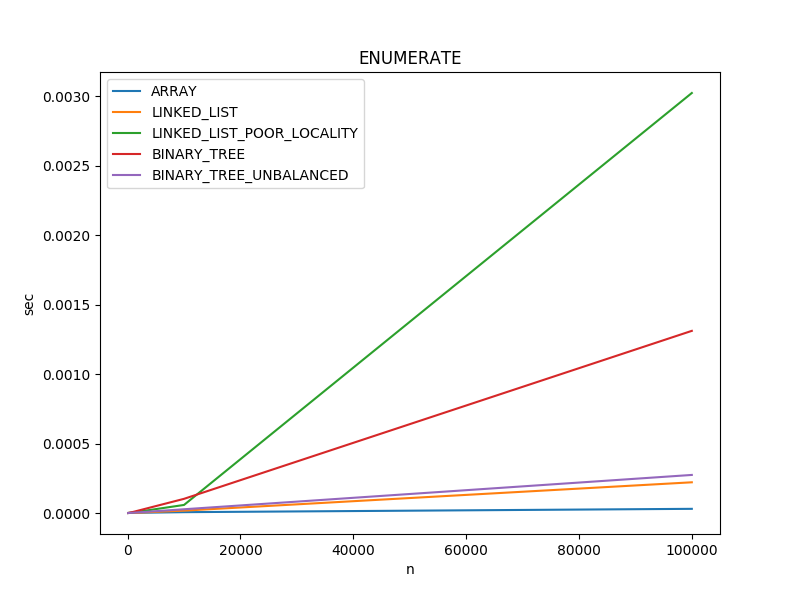 ENUMERATE
ARRAY
LINKED_LIST
LINKED_LIST_POOR_LOCALITY
BINARY_TREE
BINARY_TREE_UNBALANCED
0.0030
0.0025
0.0020
0.0015
0.0010
0.0005
0.0000
sec
0 20000 40000 60000 80000 100000
n